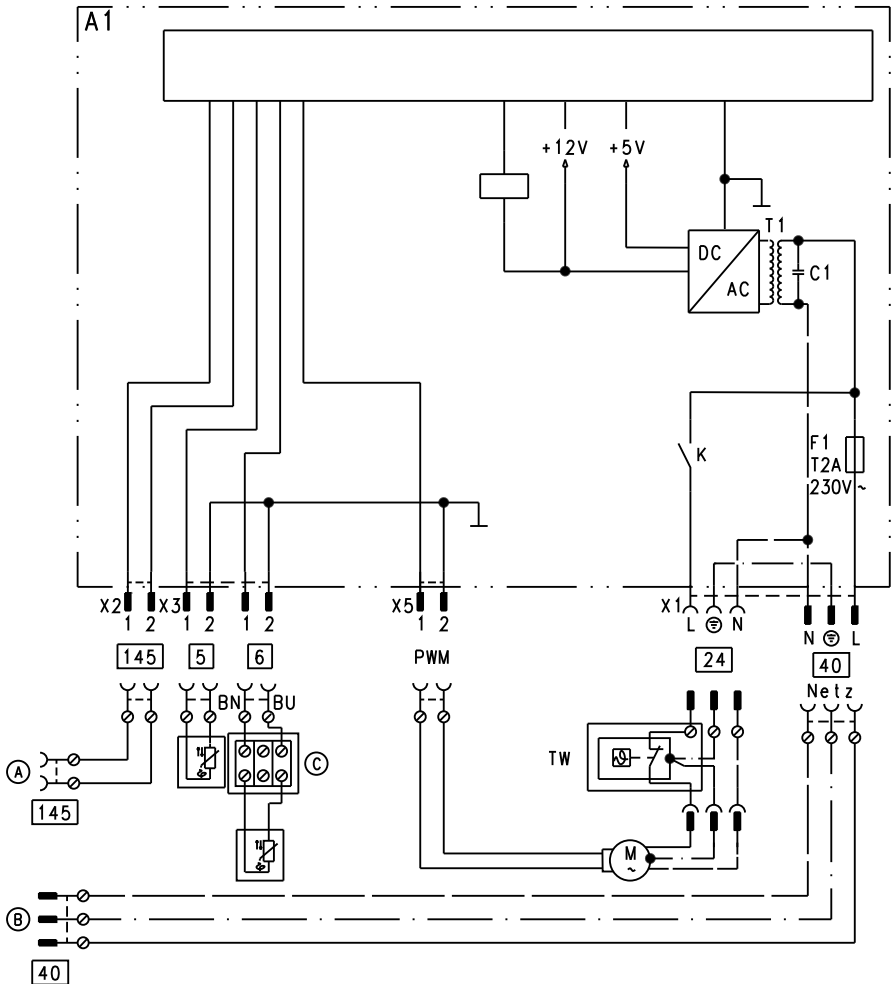 A1
+12V +5V
T1
DC
AC
C1
K
F1
T2A
230V ~
X2 X3 X5 X1
1 2 1 2 1 2 1 2
L N
N L
145 5 6 PWM 24 40
Netz
BN BU
A
C
TW
145
M
~
B
40